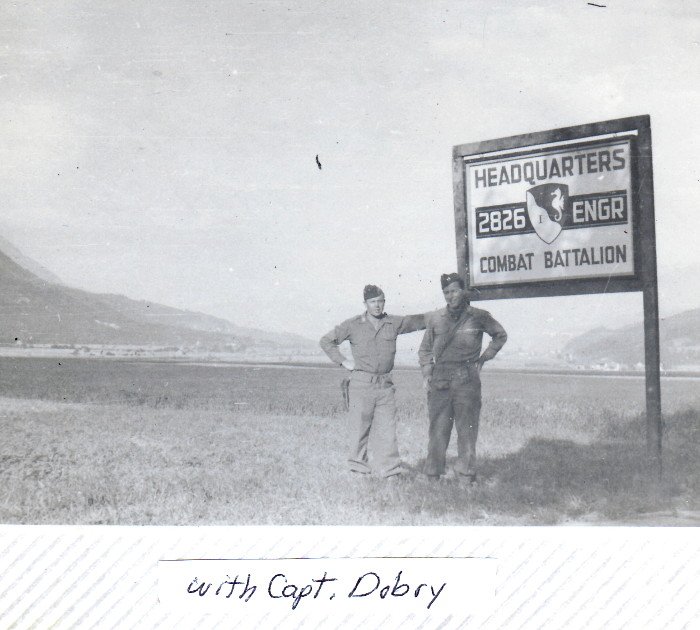 HEADQUARTERS
2826 I ENGR
COMBAT BATTALION
with Capt. Dobry